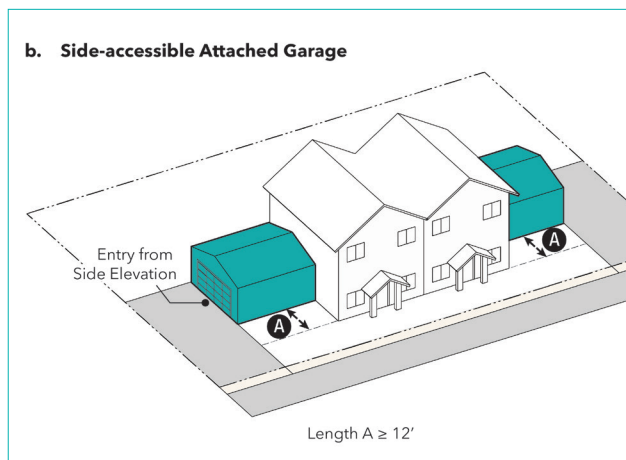 b. Side-accessible Attached Garage
Entry from
Side Elevation
A
A
Length A ≥ 12′